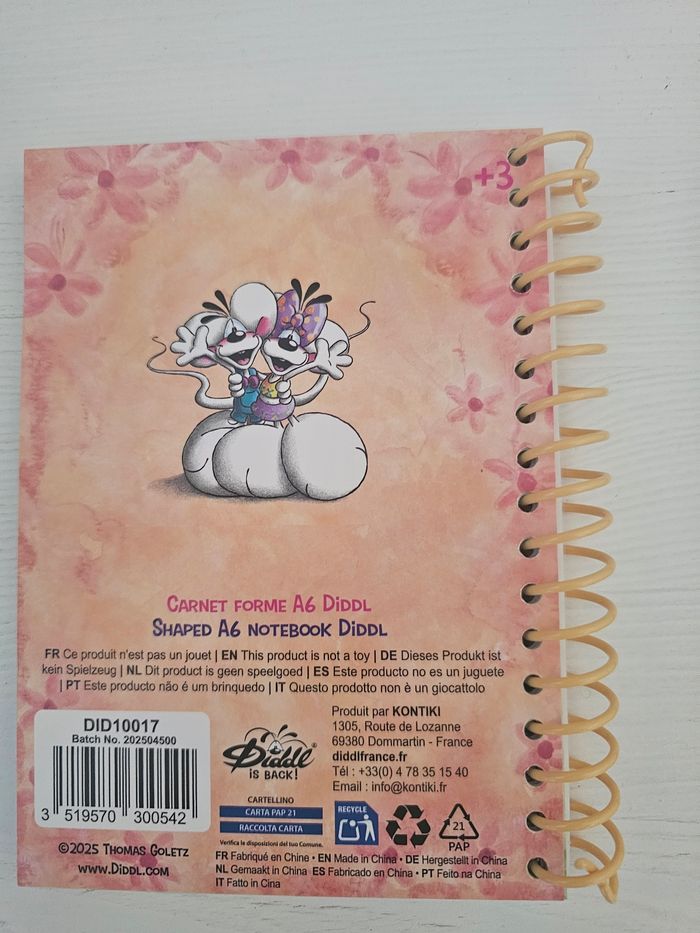 +3
CARNET FORME A6 DIDDL
SHAPED A6 NOTEBOOK DIDDL
FR Ce produit n'est pas un jouet | EN This product is not a toy | DE Dieses Produkt ist
kein Spielzeug | NL Dit product is geen speelgoed | ES Este producto no es un juguete
| PT Este producto não é um brinquedo | IT Questo prodotto non è un giocattolo
DID10017
Batch No. 202504500
3 519570 300542
©2025 THOMAS GOLETZ
WWW.DIDDL.COM
Diddl®
IS BACK!
Produit par KONTIKI
1305, Route de Lozanne
69380 Dommartin - France
diddlfrance.fr
Tél : +33(0) 4 78 35 15 40
Email : info@kontiki.fr
CARTELLINO
CARTA PAP 21
RACCOLTA CARTA
Verifica le disposizioni del tuo Comune.
RECYCLE
21
PAP
FR Fabriqué en Chine • EN Made in China • DE Hergestellt in China
NL Gemaakt in China ES Fabricado en China • PT Feito na China
IT Fatto in Cina